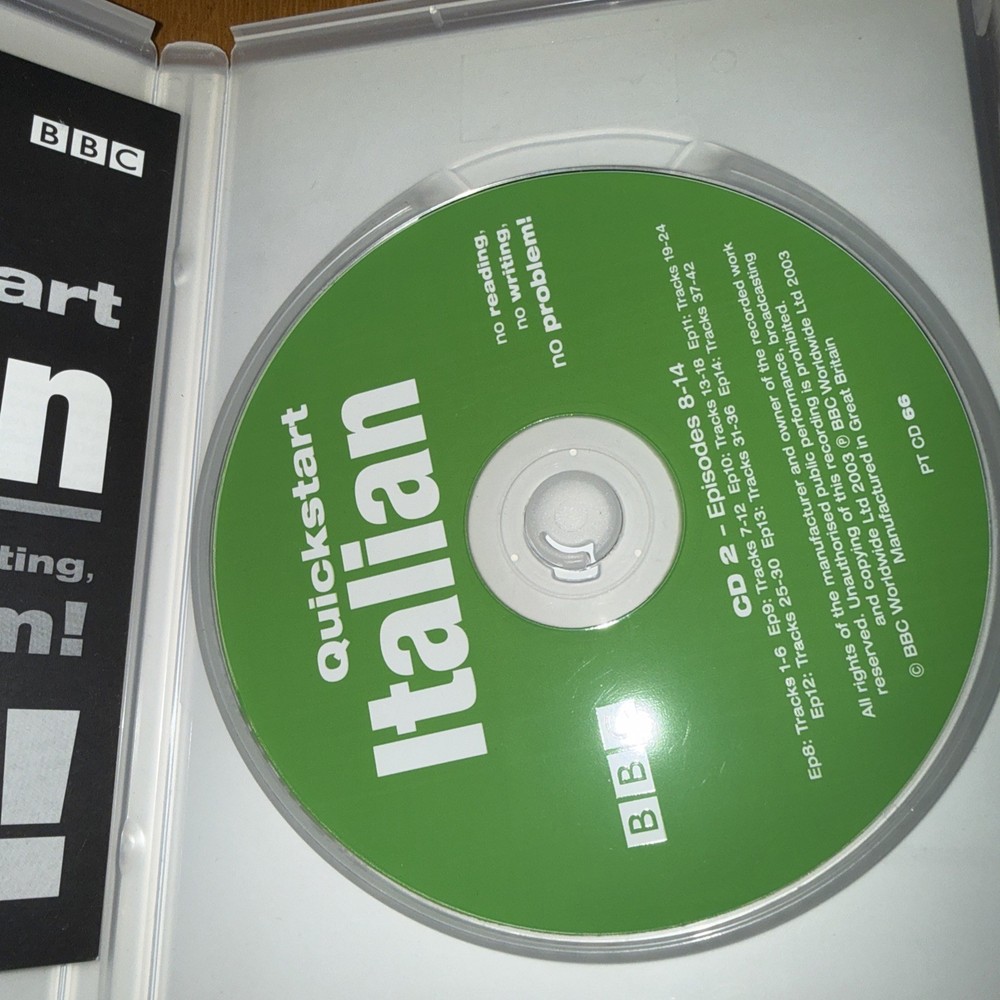 BBC
art
n
ting,
m!
!
Quickstart
Italian
no reading,
no writing,
no problem!
BBC
CD 2 - Episodes 8-14
Ep8: Tracks 1-6 Ep9: Tracks 7-12 Ep10: Tracks 13-18 Ep11: Tracks 19-24
Ep12: Tracks 25-30 Ep13: Tracks 31-36 Ep14: Tracks 37-42
All rights of the manufacturer and owner of the recorded work
reserved. Unauthorised public performance, broadcasting
and copying of this recording is prohibited.
℗ BBC Worldwide Ltd 2003
© BBC Worldwide Ltd 2003
Manufactured in Great Britain
PT CD 66